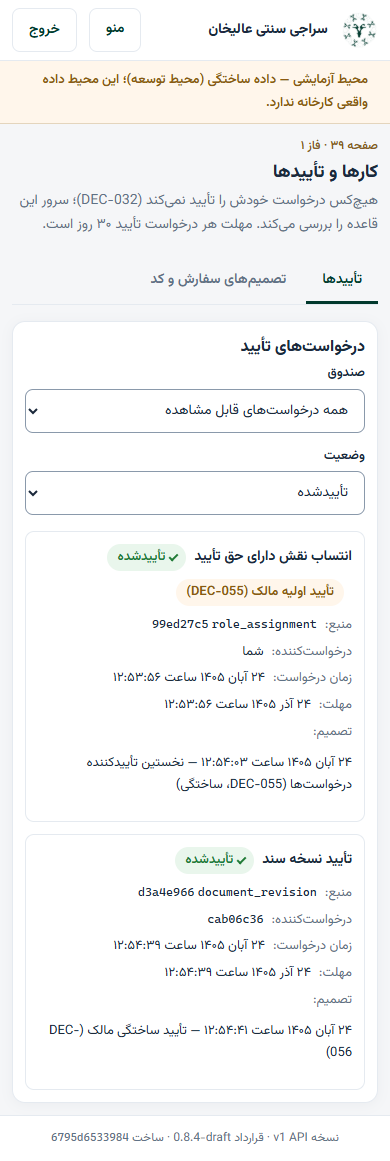 سراجی سنتی عالیخان
منو
خروج
محیط آزمایشی — داده ساختگی (محیط توسعه)؛ این محیط داده
واقعی کارخانه ندارد.
صفحه ۳۹ · فاز ۱
کارها و تأییدها
هیچ‌کس درخواست خودش را تأیید نمی‌کند (DEC-032)؛ سرور این
قاعده را بررسی می‌کند. مهلت هر درخواست تأیید ۳۰ روز است.
تأییدها
تصمیم‌های سفارش و کد
درخواست‌های تأیید
صندوق
همه درخواست‌های قابل مشاهده
وضعیت
تأییدشده
انتساب نقش دارای حق تأیید ✓ تأییدشده
تأیید اولیه مالک (DEC-055)
منبع: role_assignment 99ed27c5
درخواست‌کننده: شما
زمان درخواست: ۲۴ آبان ۱۴۰۵ ساعت ۱۲:۵۳:۵۶
مهلت: ۲۴ آذر ۱۴۰۵ ساعت ۱۲:۵۳:۵۶
تصمیم:
۲۴ آبان ۱۴۰۵ ساعت ۱۲:۵۴:۰۳ — نخستین تأییدکننده
درخواست‌ها (DEC-055، ساختگی)
تأیید نسخه سند ✓ تأییدشده
منبع: document_revision d3a4e966
درخواست‌کننده: cab06c36
زمان درخواست: ۲۴ آبان ۱۴۰۵ ساعت ۱۲:۵۴:۳۹
مهلت: ۲۴ آذر ۱۴۰۵ ساعت ۱۲:۵۴:۳۹
تصمیم:
۲۴ آبان ۱۴۰۵ ساعت ۱۲:۵۴:۴۱ — تأیید ساختگی مالک (DEC-
056)
نسخه API v1 · قرارداد 0.8.4-draft · ساخت 6795d6533984